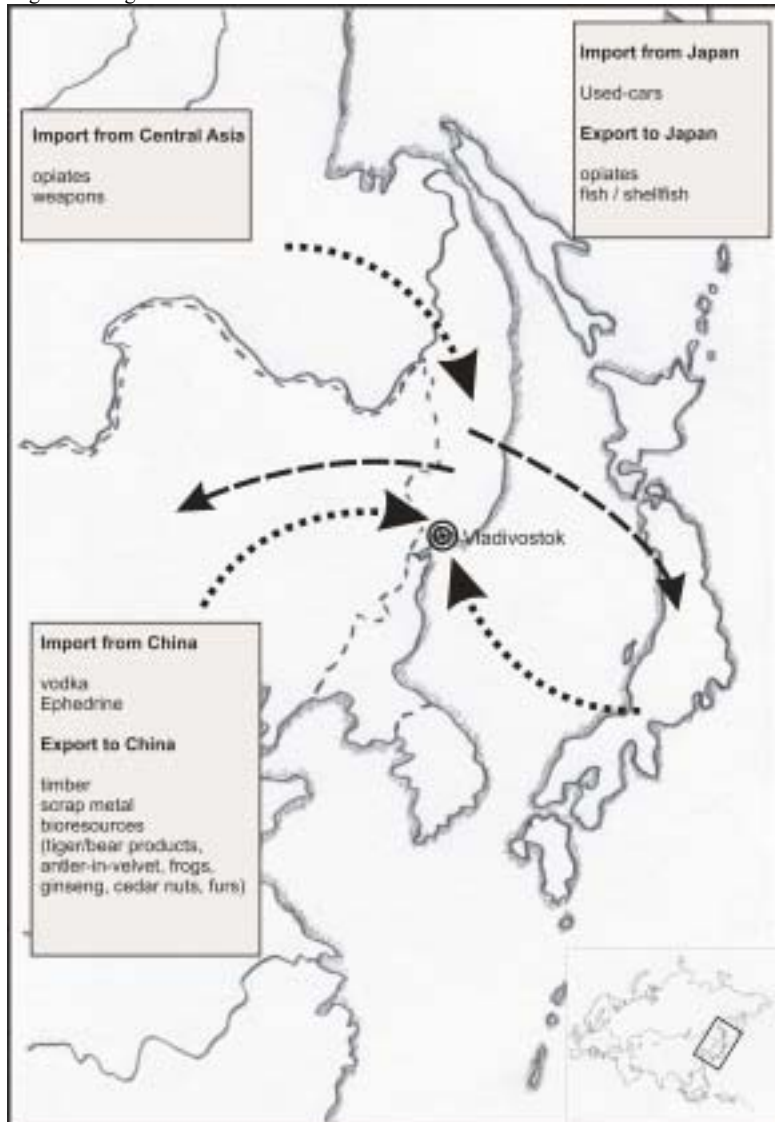 Import from Japan
Used-cars
Export to Japan
opiates
fish / shellfish
Import from Central Asia
opiates
weapons
Vladivostok
Import from China
vodka
Ephedrine
Export to China
timber
scrap metal
bioresources
(tiger/bear products,
antler-in-velvet, frogs,
ginseng, cedar nuts, furs)